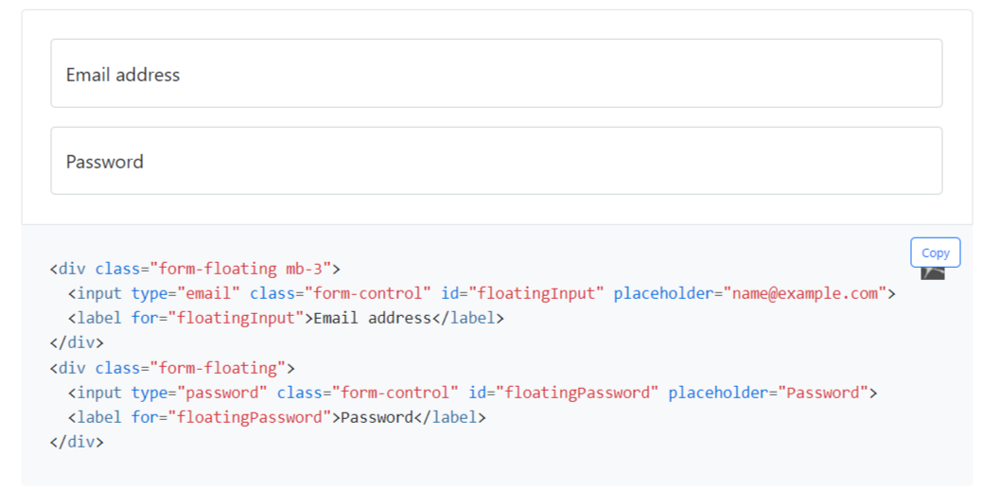 Email address
Password
Copy
<div class="form-floating mb-3">
  <input type="email" class="form-control" id="floatingInput" placeholder="name@example.com">
  <label for="floatingInput">Email address</label>
</div>
<div class="form-floating">
  <input type="password" class="form-control" id="floatingPassword" placeholder="Password">
  <label for="floatingPassword">Password</label>
</div>